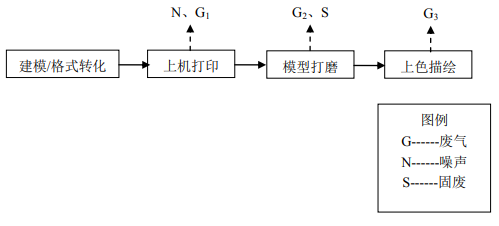 N、G₁
G₂、S
G₃
建模/格式转化
上机打印
模型打磨
上色描绘
图例
G------废气
N------噪声
S------固废